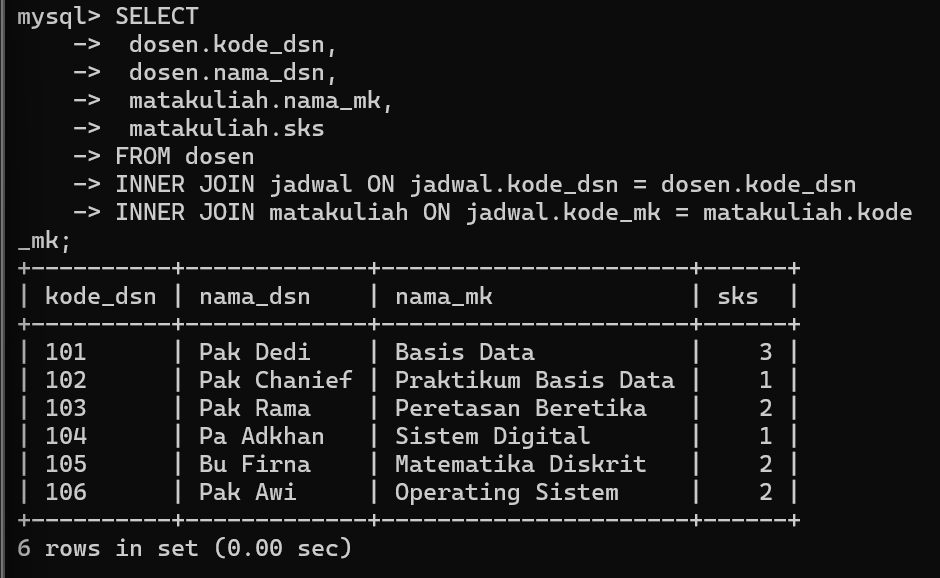 mysql> SELECT
    ->  dosen.kode_dsn,
    ->  dosen.nama_dsn,
    ->  matakuliah.nama_mk,
    ->  matakuliah.sks
    -> FROM dosen
    -> INNER JOIN jadwal ON jadwal.kode_dsn = dosen.kode_dsn
    -> INNER JOIN matakuliah ON jadwal.kode_mk = matakuliah.kode
_mk;
+----------+-------------+----------------------+------+
| kode_dsn | nama_dsn    | nama_mk              | sks  |
+----------+-------------+----------------------+------+
| 101      | Pak Dedi    | Basis Data           |    3 |
| 102      | Pak Chanief | Praktikum Basis Data |    1 |
| 103      | Pak Rama    | Peretasan Beretika   |    2 |
| 104      | Pa Adkhan   | Sistem Digital       |    1 |
| 105      | Bu Firna    | Matematika Diskrit   |    2 |
| 106      | Pak Awi     | Operating Sistem     |    2 |
+----------+-------------+----------------------+------+
6 rows in set (0.00 sec)